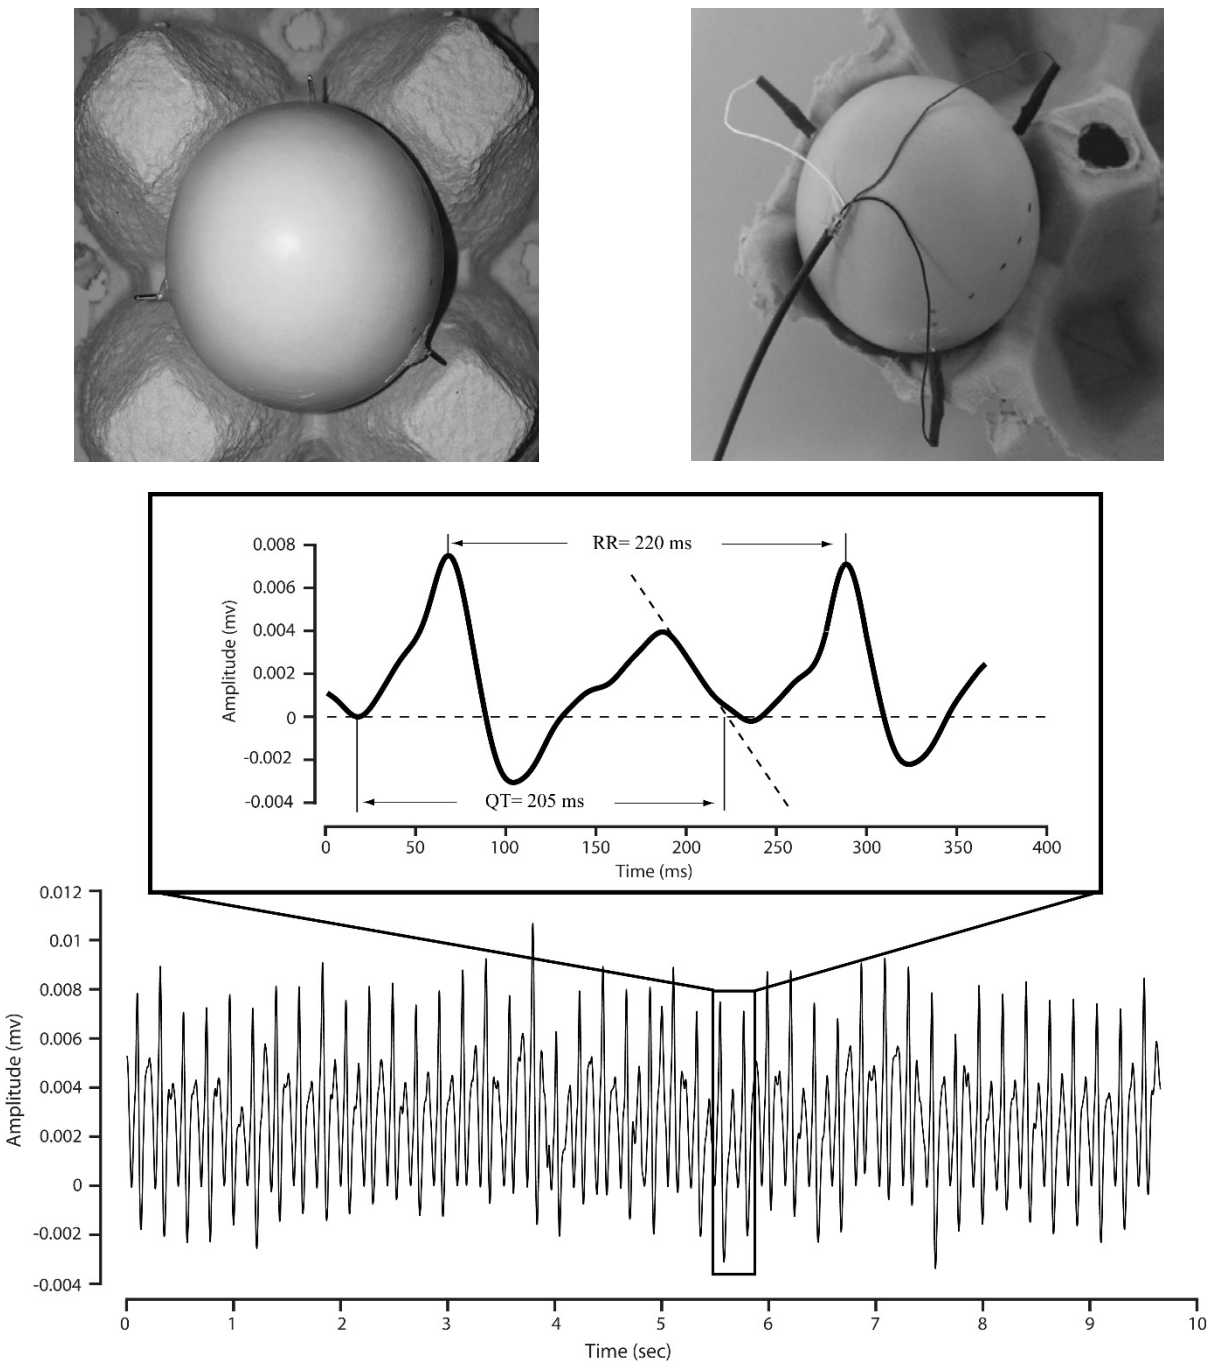 0.008
0.006
0.004
0.002
0
-0.002
-0.004
Amplitude (mv)
RR= 220 ms
QT= 205 ms
0 50 100 150 200 250 300 350 400
Time (ms)
0.012
0.01
0.008
0.006
0.004
0.002
0
-0.002
-0.004
Amplitude (mv)
0 1 2 3 4 5 6 7 8 9 10
Time (sec)